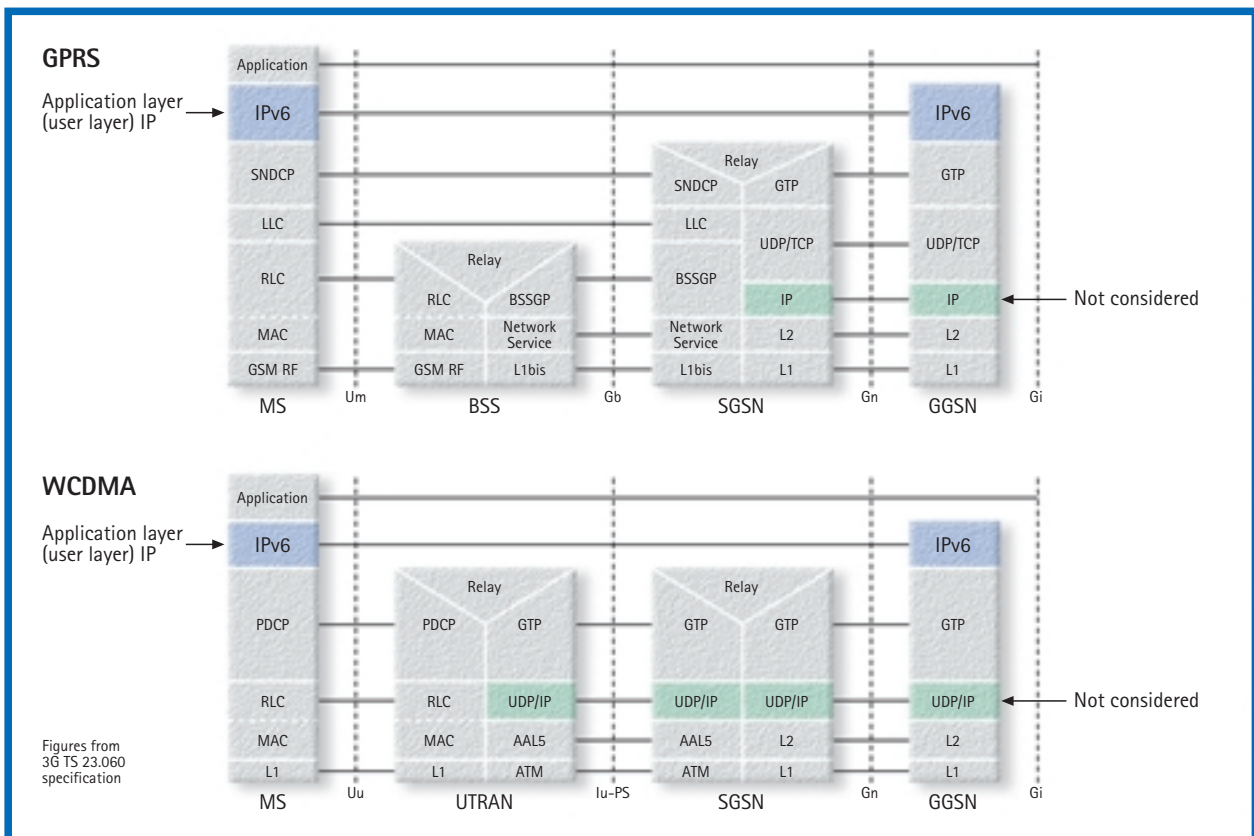 GPRS
Application layer
(user layer) IP
Application
IPv6
SNDCP
LLC
RLC
MAC
GSM RF
MS
Um
Relay
RLC
BSSGP
MAC
Network
Service
GSM RF
L1bis
BSS
Gb
Relay
SNDCP
GTP
LLC
UDP/TCP
BSSGP
IP
Network
Service
L2
L1bis
L1
SGSN
Gn
IPv6
GTP
UDP/TCP
IP
L2
L1
GGSN
Gi
Not considered
WCDMA
Application layer
(user layer) IP
Application
IPv6
PDCP
RLC
MAC
L1
MS
Uu
Relay
PDCP
GTP
RLC
UDP/IP
MAC
AAL5
L1
ATM
UTRAN
Iu-PS
Relay
GTP
GTP
UDP/IP
UDP/IP
AAL5
L2
ATM
L1
SGSN
Gn
IPv6
GTP
UDP/IP
L2
L1
GGSN
Gi
Not considered
Figures from
3G TS 23.060
specification